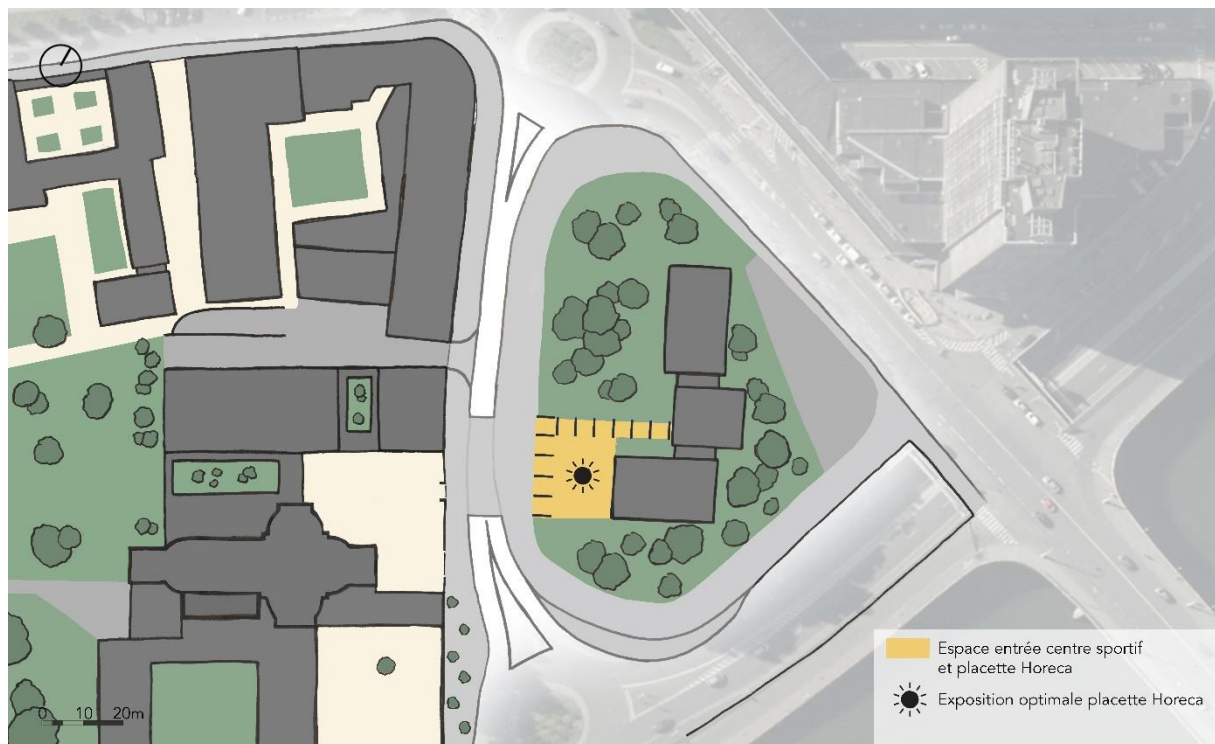 Espace entrée centre sportif
et placette Horeca
Exposition optimale placette Horeca
0 10 20m